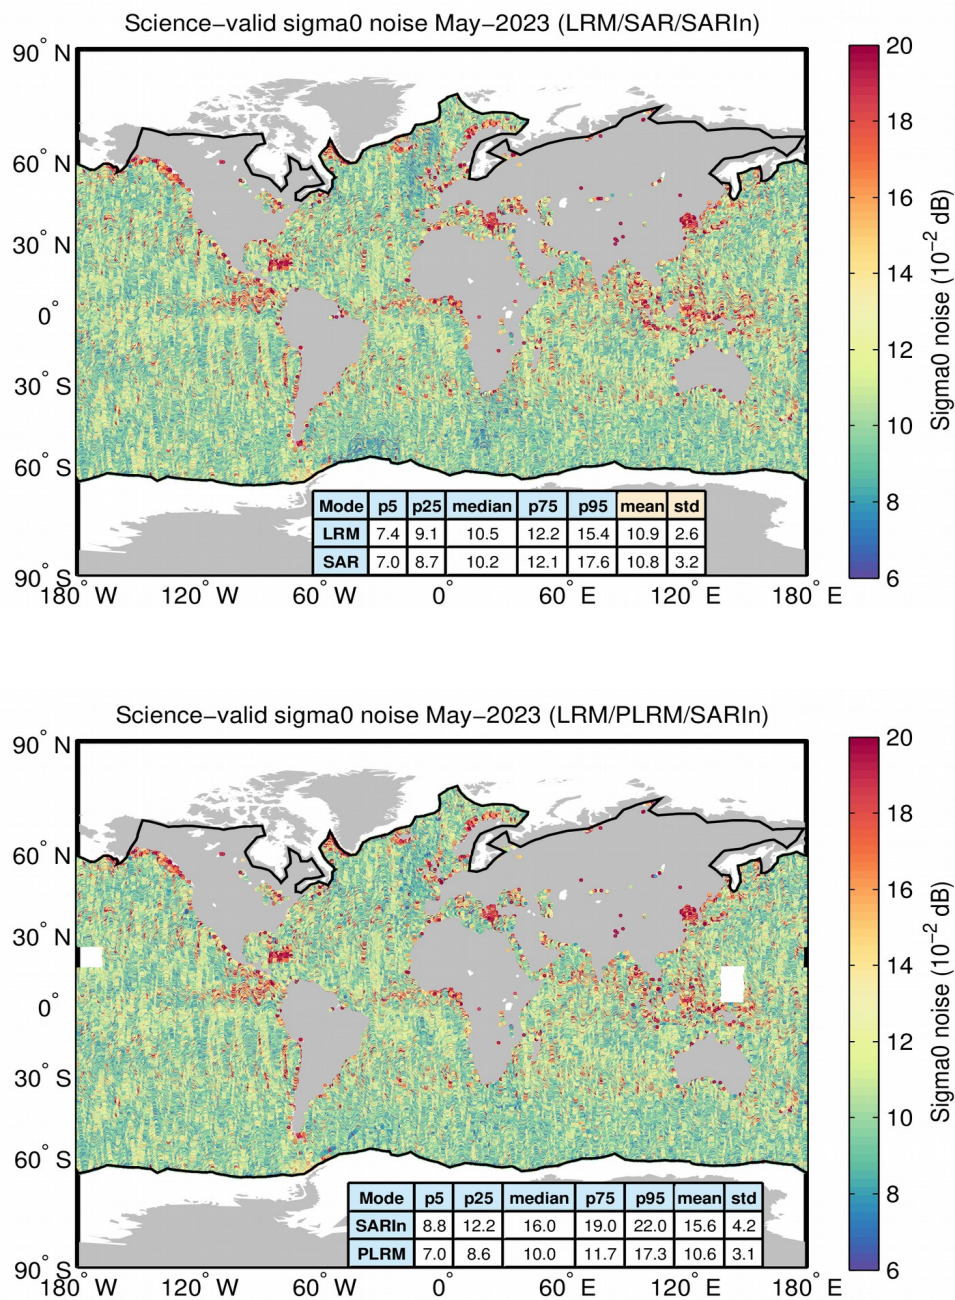 Science−valid sigma0 noise May−2023 (LRM/SAR/SARIn)
90° N
60° N
30° N
0°
30° S
60° S
90° S
180° W 120° W 60° W 0° 60° E 120° E 180° E
20
18
16
14
12
10
8
6
Sigma0 noise (10⁻² dB)
Mode p5 p25 median p75 p95 mean std
LRM 7.4 9.1 10.5 12.2 15.4 10.9 2.6
SAR 7.0 8.7 10.2 12.1 17.6 10.8 3.2
Science−valid sigma0 noise May−2023 (LRM/PLRM/SARIn)
90° N
60° N
30° N
0°
30° S
60° S
90° S
180° W 120° W 60° W 0° 60° E 120° E 180° E
20
18
16
14
12
10
8
6
Sigma0 noise (10⁻² dB)
Mode p5 p25 median p75 p95 mean std
SARIn 8.8 12.2 16.0 19.0 22.0 15.6 4.2
PLRM 7.0 8.6 10.0 11.7 17.3 10.6 3.1